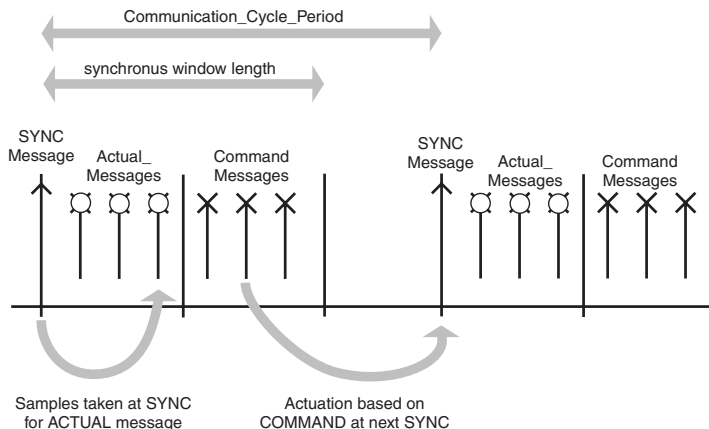 Communication_Cycle_Period
synchronus window length
SYNC
Message
Actual_
Messages
Command
Messages
SYNC
Message
Actual_
Messages
Command
Messages
Samples taken at SYNC
for ACTUAL message
Actuation based on
COMMAND at next SYNC